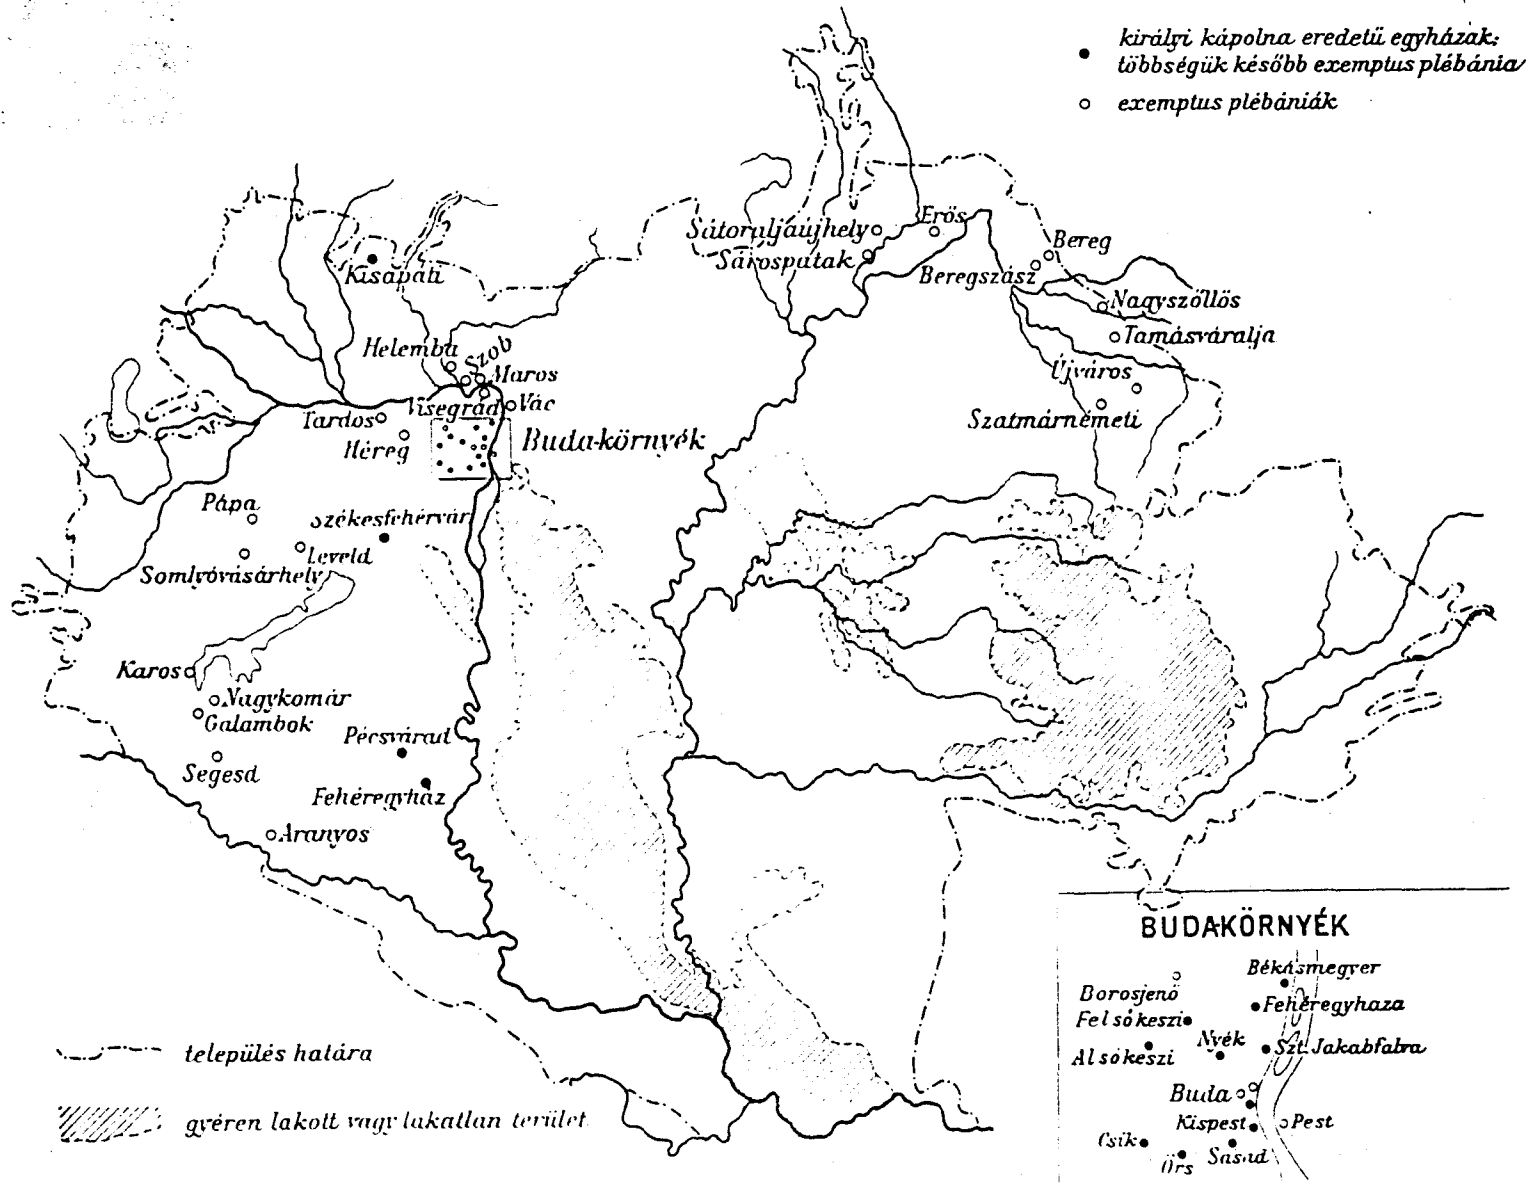 királyi kápolna eredetü egyházak;
többségük később exemptus plébánia
exemptus plébániák
Erős
Sátoraljaújhely
Bereg
Sárospatak
Beregszász
Kisapáti
Nagyszőllős
Tamásváralja
Helemba
Szob
Maros
Újváros
Visegrád
Vác
Tardos
Szatmárnémeti
Héreg
Buda-környék
Pápa
Székesfehérvár
Leveld
Somlyóvásárhely
Karos
Nagykomár
Galambok
Pécsvárad
Segesd
Fehéregyház
Aranyos
település határa
gyéren lakott vagy lakatlan terület
BUDAKÖRNYÉK
Békásmegyer
Borosjenő
Fehéregyhaza
Felsőkeszi
Nyék
Szt. Jakabfalva
Alsókeszi
Buda
Kispest
Pest
Csik
Sasad
Örs